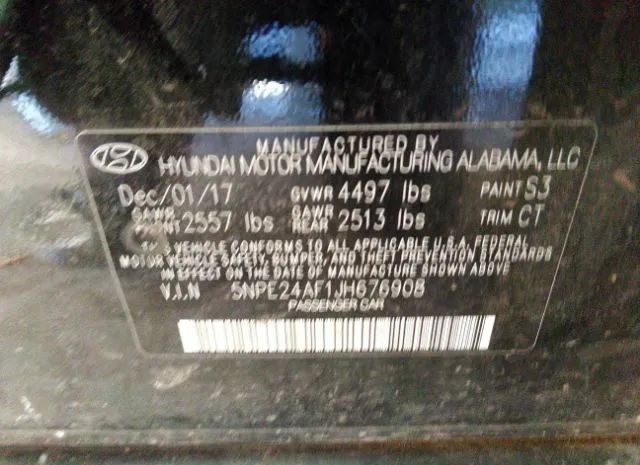 MANUFACTURED BY
HYUNDAI MOTOR MANUFACTURING ALABAMA, LLC
Dec/01/17 GVWR 4497 lbs PAINT S3
GAWR FRONT 2557 lbs GAWR REAR 2513 lbs TRIM CT
THIS VEHICLE CONFORMS TO ALL APPLICABLE U.S.A. FEDERAL
MOTOR VEHICLE SAFETY, BUMPER, AND THEFT PREVENTION STANDARDS
IN EFFECT ON THE DATE OF MANUFACTURE SHOWN ABOVE
V.I.N 5NPE24AF1JH676908
PASSENGER CAR